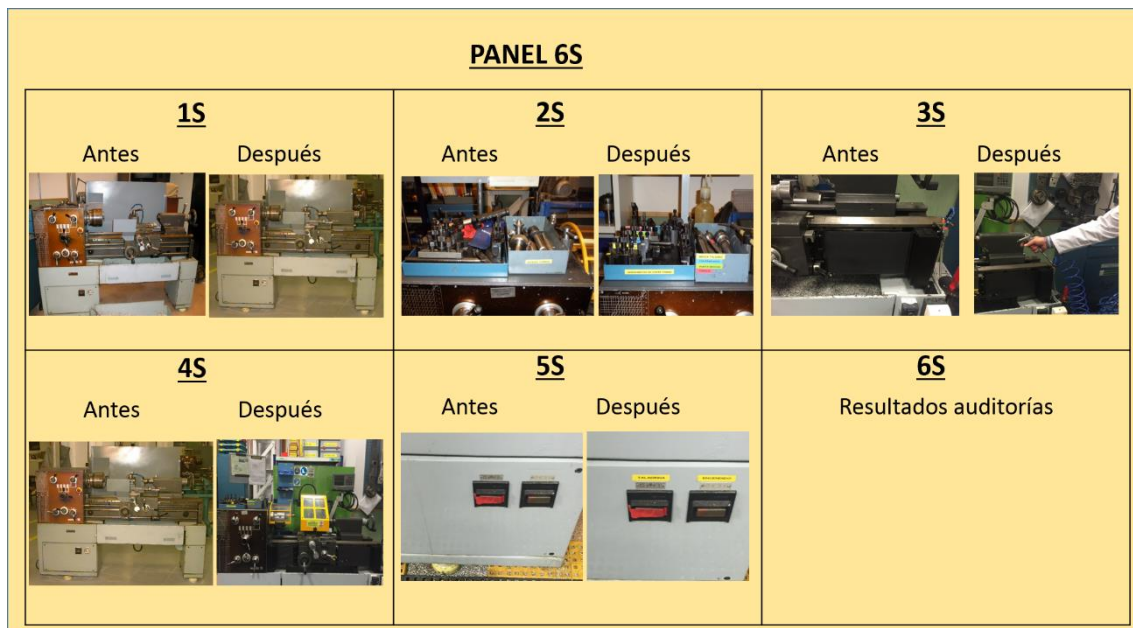 PANEL 6S
1S
Antes Después
2S
Antes Después
3S
Antes Después
4S
Antes Después
5S
Antes Después
6S
Resultados auditorías